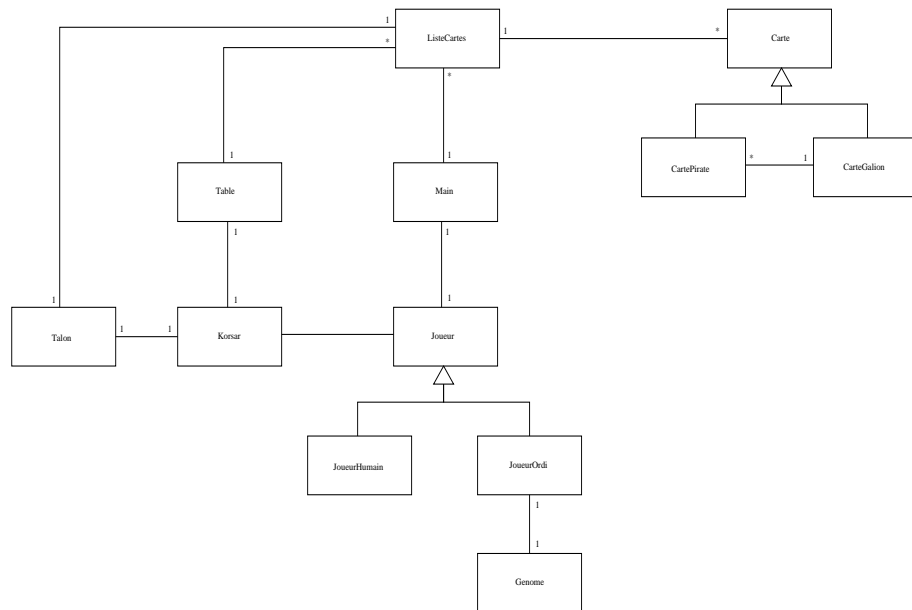 1
ListeCartes
1
*
Carte
*
*
1
1
CartePirate
*
1
CarteGalion
Table
Main
1
1
1
1
1
Talon
1
1
Korsar
Joueur
JoueurHumain
JoueurOrdi
1
1
Genome